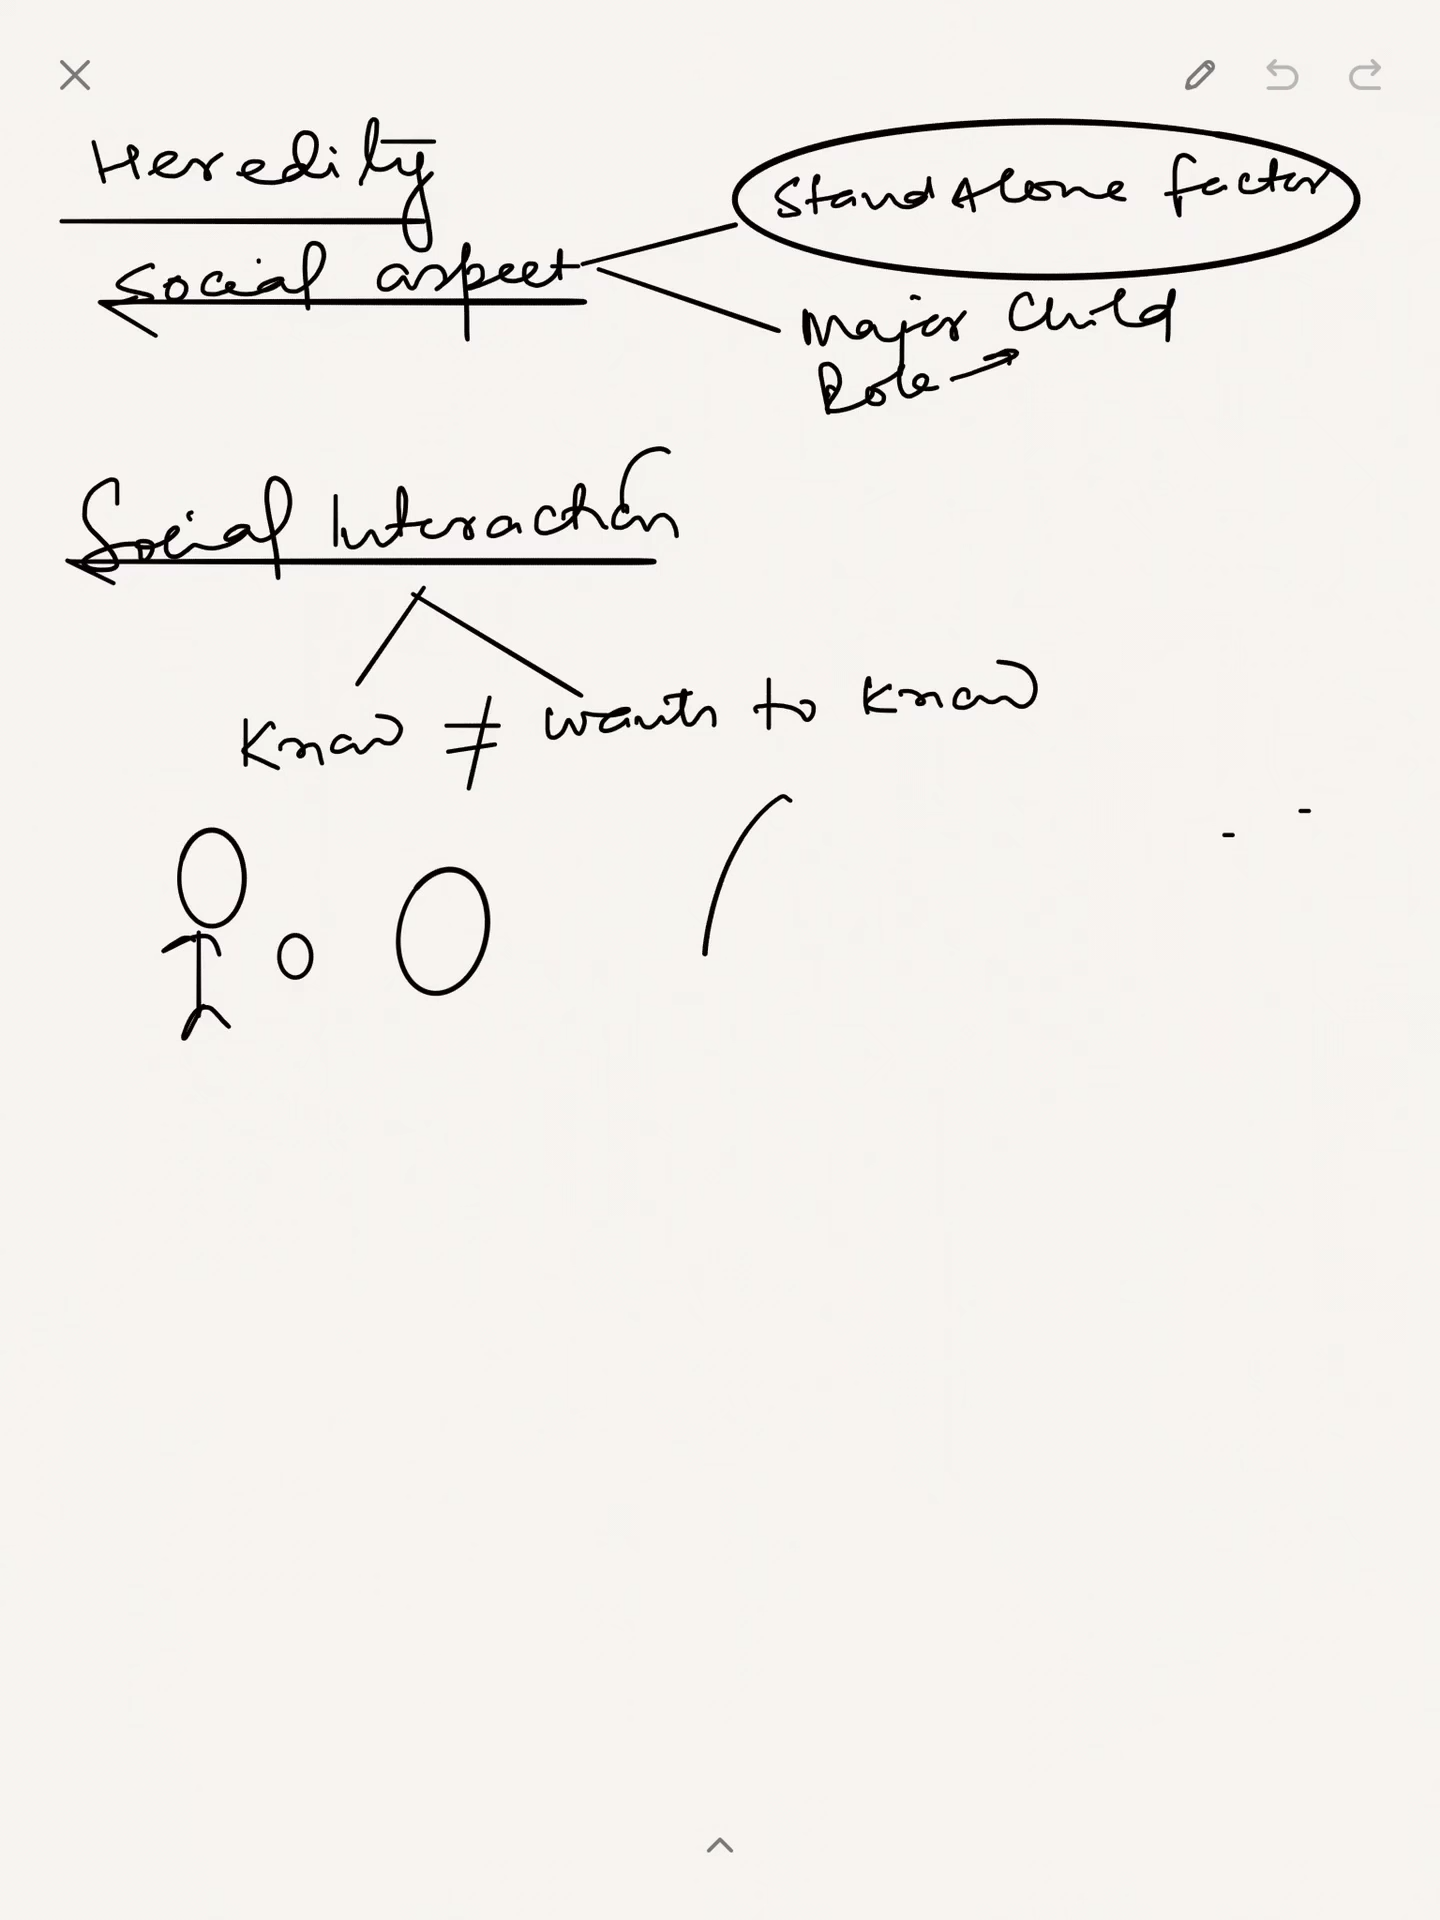 Heredity
Social aspect
Stand Alone factor
Major Child
Role →
Social Interaction
Know ≠ wants to know